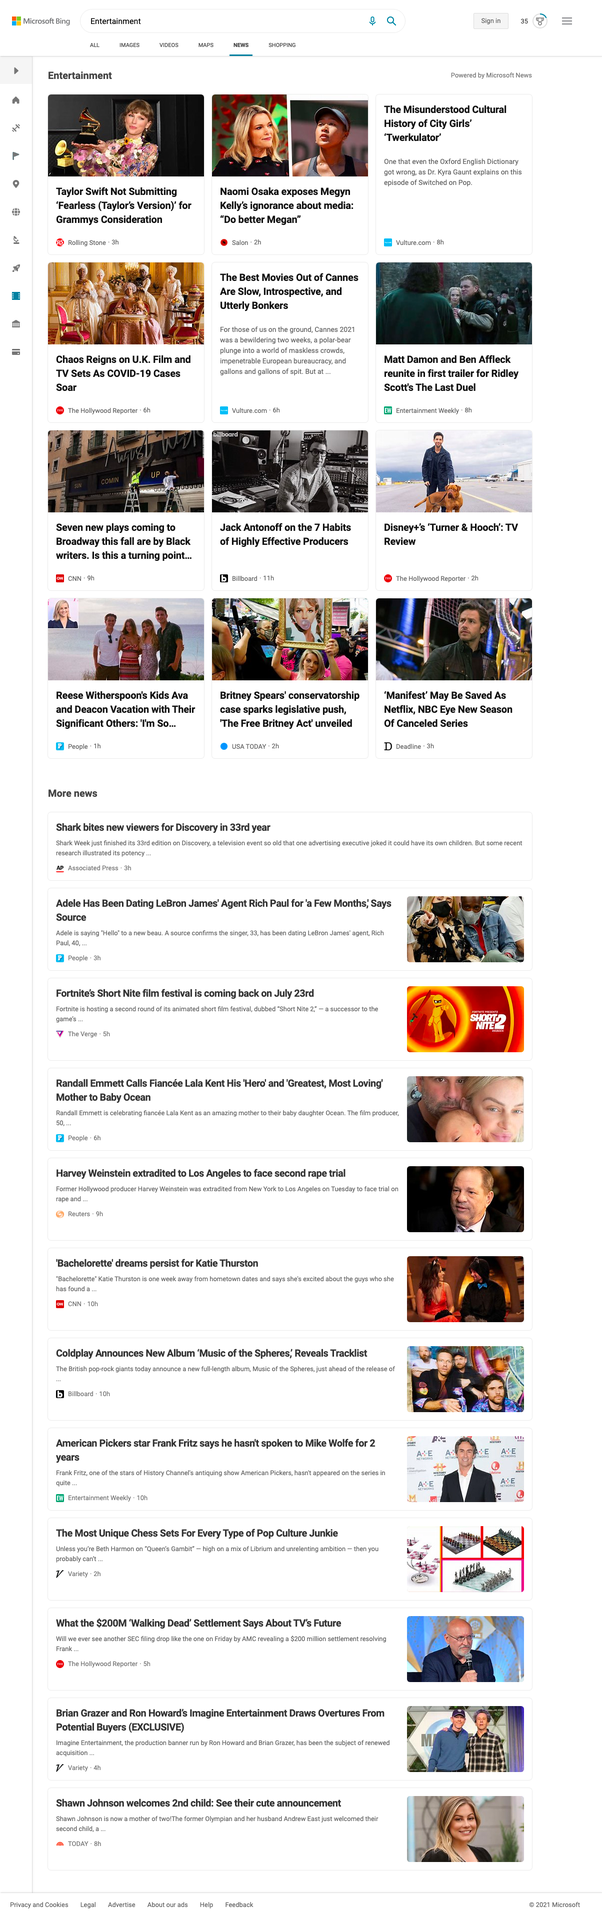 Microsoft Bing
Entertainment
Sign in
35
ALL
IMAGES
VIDEOS
MAPS
NEWS
SHOPPING
Entertainment
Powered by Microsoft News
Taylor Swift Not Submitting
‘Fearless (Taylor’s Version)’ for
Grammys Consideration
Rolling Stone · 3h
Naomi Osaka exposes Megyn
Kelly’s ignorance about media:
“Do better Megan”
Salon · 2h
The Misunderstood Cultural
History of City Girls’
‘Twerkulator’
One that even the Oxford English Dictionary
got wrong, as Dr. Kyra Gaunt explains on this
episode of Switched on Pop.
Vulture.com · 8h
Chaos Reigns on U.K. Film and
TV Sets As COVID-19 Cases
Soar
The Hollywood Reporter · 6h
The Best Movies Out of Cannes
Are Slow, Introspective, and
Utterly Bonkers
For those of us on the ground, Cannes 2021
was a bewildering two weeks, a polar-bear
plunge into a world of maskless crowds,
impenetrable European bureaucracy, and
gallons and gallons of spit. But at ...
Vulture.com · 6h
Matt Damon and Ben Affleck
reunite in first trailer for Ridley
Scott's The Last Duel
Entertainment Weekly · 8h
August Wil
COMIN
UP
Seven new plays coming to
Broadway this fall are by Black
writers. Is this a turning point...
CNN · 9h
billboard
Jack Antonoff on the 7 Habits
of Highly Effective Producers
Billboard · 11h
Disney+’s ‘Turner & Hooch’: TV
Review
The Hollywood Reporter · 2h
Reese Witherspoon's Kids Ava
and Deacon Vacation with Their
Significant Others: 'I'm So...
People · 1h
Britney Spears' conservatorship
case sparks legislative push,
'The Free Britney Act' unveiled
USA TODAY · 2h
‘Manifest’ May Be Saved As
Netflix, NBC Eye New Season
Of Canceled Series
Deadline · 3h
More news
Shark bites new viewers for Discovery in 33rd year
Shark Week just finished its 33rd edition on Discovery, a television event so old that one advertising executive joked it could have its own children. But some recent
research illustrated its potency ...
AP Associated Press · 3h
Adele Has Been Dating LeBron James' Agent Rich Paul for 'a Few Months,' Says
Source
Adele is saying "Hello" to a new beau. A source confirms the singer, 33, has been dating LeBron James' agent, Rich
Paul, 40, ...
People · 3h
Fortnite’s Short Nite film festival is coming back on July 23rd
Fortnite is hosting a second round of its animated short film festival, dubbed “Short Nite 2,” — a successor to the
game’s ...
The Verge · 5h
SHORT
NITE 2
Randall Emmett Calls Fiancée Lala Kent His 'Hero' and 'Greatest, Most Loving'
Mother to Baby Ocean
Randall Emmett is celebrating fiancée Lala Kent as an amazing mother to their baby daughter Ocean. The film producer,
50, ...
People · 6h
Harvey Weinstein extradited to Los Angeles to face second rape trial
Former Hollywood producer Harvey Weinstein was extradited from New York to Los Angeles on Tuesday to face trial on
rape and ...
Reuters · 9h
'Bachelorette' dreams persist for Katie Thurston
"Bachelorette" Katie Thurston is one week away from hometown dates and says she's excited about the guys who she
has found a ...
CNN · 10h
Coldplay Announces New Album ‘Music of the Spheres,’ Reveals Tracklist
The British pop-rock giants today announce a new full-length album, Music of the Spheres, just ahead of the release of
...
Billboard · 10h
American Pickers star Frank Fritz says he hasn't spoken to Mike Wolfe for 2
years
Frank Fritz, one of the stars of History Channel's antiquing show American Pickers, hasn't appeared on the series in
quite ...
Entertainment Weekly · 10h
The Most Unique Chess Sets For Every Type of Pop Culture Junkie
Unless you’re Beth Harmon on “Queen’s Gambit” — high on a mix of Librium and unrelenting ambition — then you
probably can’t ...
Variety · 2h
What the $200M ‘Walking Dead’ Settlement Says About TV’s Future
Will we ever see another SEC filing drop like the one on Friday by AMC revealing a $200 million settlement resolving
Frank ...
The Hollywood Reporter · 5h
Brian Grazer and Ron Howard’s Imagine Entertainment Draws Overtures From
Potential Buyers (EXCLUSIVE)
Imagine Entertainment, the production banner run by Ron Howard and Brian Grazer, has been the subject of renewed
acquisition ...
Variety · 4h
Shawn Johnson welcomes 2nd child: See their cute announcement
Shawn Johnson is now a mother of two!The former Olympian and her husband Andrew East just welcomed their
second child, a ...
TODAY · 8h
Privacy and Cookies
Legal
Advertise
About our ads
Help
Feedback
© 2021 Microsoft